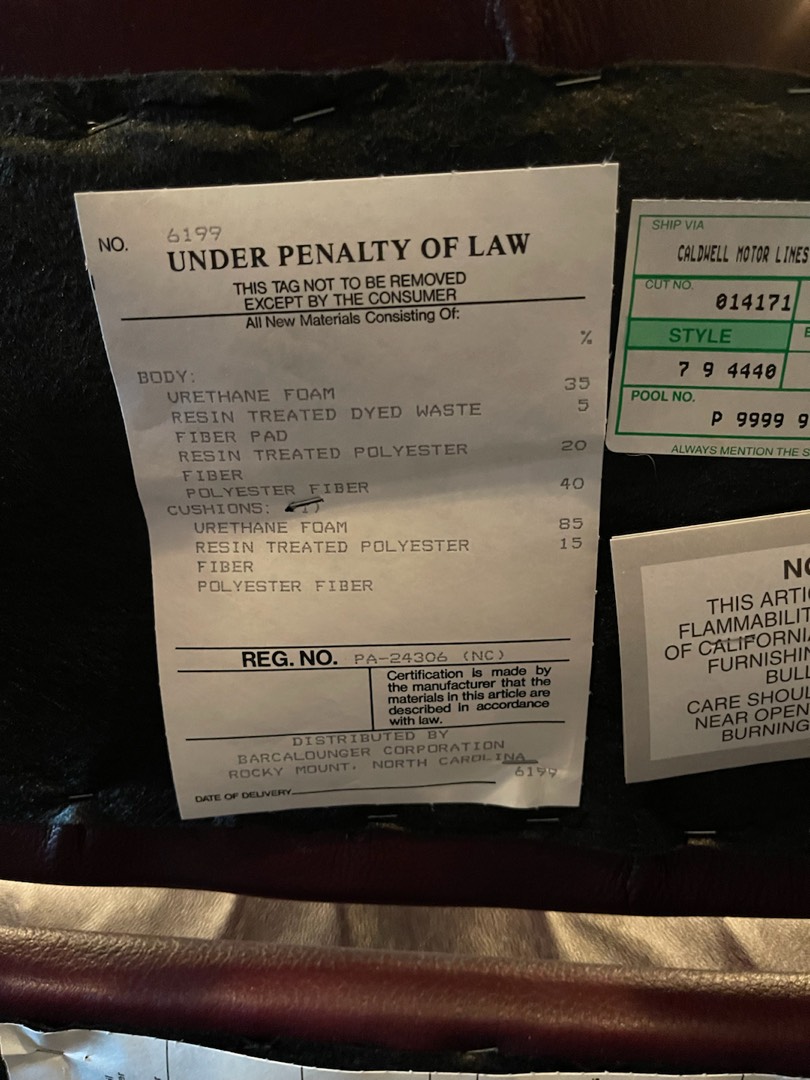 NO. 6199
UNDER PENALTY OF LAW
THIS TAG NOT TO BE REMOVED
EXCEPT BY THE CONSUMER
All New Materials Consisting Of:
%
BODY:
URETHANE FOAM 35
RESIN TREATED DYED WASTE 5
FIBER PAD
RESIN TREATED POLYESTER 20
FIBER
POLYESTER FIBER 40
CUSHIONS:
URETHANE FOAM 85
RESIN TREATED POLYESTER 15
FIBER
POLYESTER FIBER
REG. NO. PA-24306 (NC)
Certification is made by
the manufacturer that the
materials in this article are
described in accordance
with law.
DISTRIBUTED BY
BARCALOUNGER CORPORATION
ROCKY MOUNT, NORTH CAROLINA
6199
DATE OF DELIVERY
SHIP VIA
CALDWELL MOTOR LINES
CUT NO.
014171
STYLE
7 9 4440
POOL NO.
P 9999 9
ALWAYS MENTION THE S
NO
THIS ARTI
FLAMMABILIT
OF CALIFORNIA
FURNISHIN
BULL
CARE SHOUL
NEAR OPEN
BURNING